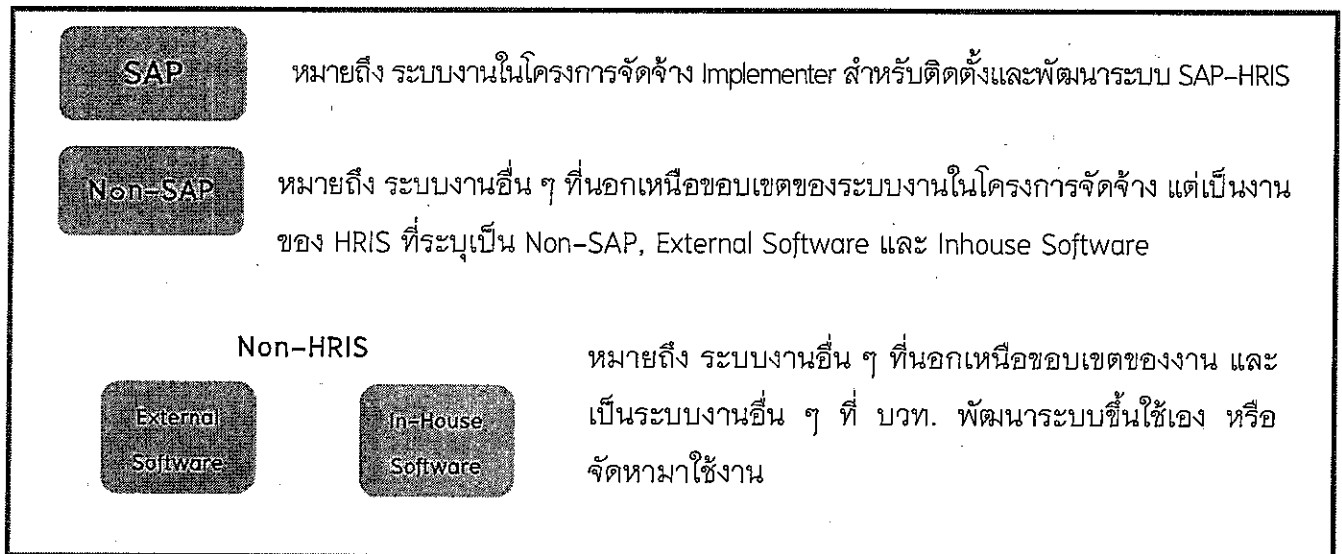 SAP
หมายถึง ระบบงานในโครงการจัดจ้าง Implementer สำหรับติดตั้งและพัฒนาระบบ SAP-HRIS
Non-SAP
หมายถึง ระบบงานอื่น ๆ ที่นอกเหนือขอบเขตของระบบงานในโครงการจัดจ้าง แต่เป็นงาน
ของ HRIS ที่ระบุเป็น Non-SAP, External Software และ Inhouse Software
Non-HRIS
External
Software
In-House
Software
หมายถึง ระบบงานอื่น ๆ ที่นอกเหนือขอบเขตของงาน และ
เป็นระบบงานอื่น ๆ ที่ บวท. พัฒนาระบบขึ้นใช้เอง หรือ
จัดหามาใช้งาน